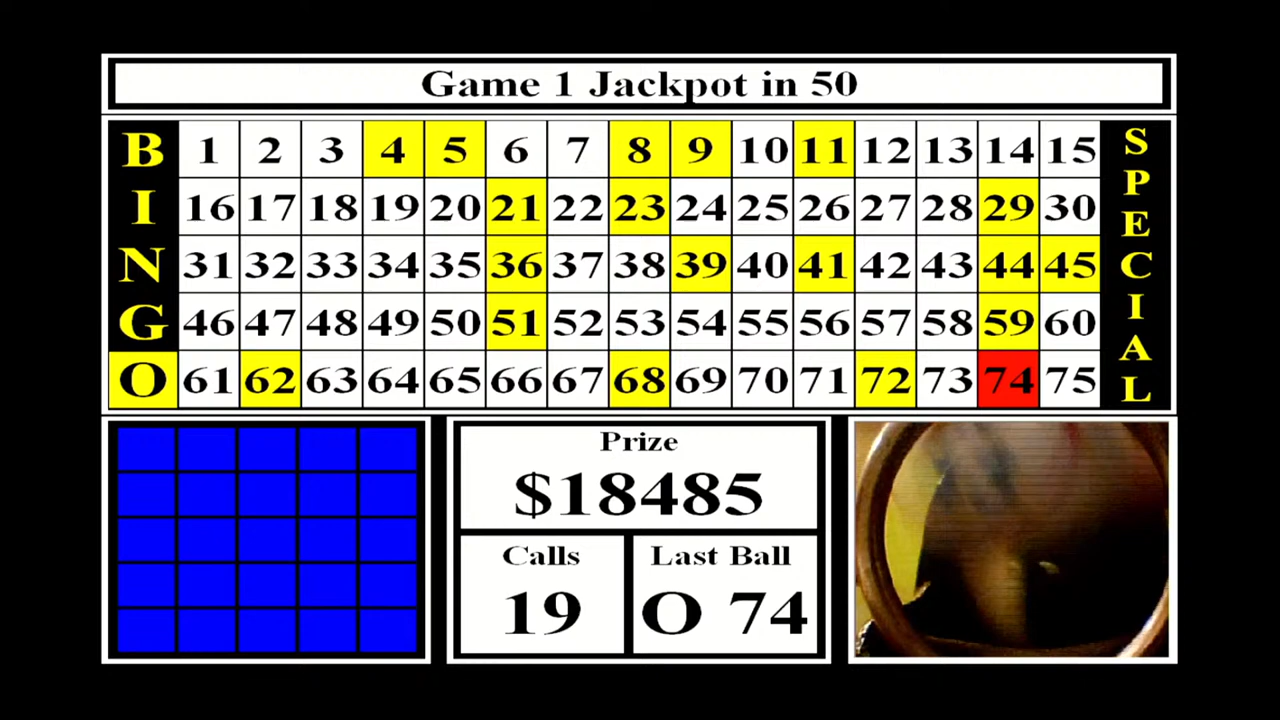 Game 1 Jackpot in 50
B 1 2 3 4 5 6 7 8 9 10 11 12 13 14 15
I 16 17 18 19 20 21 22 23 24 25 26 27 28 29 30
N 31 32 33 34 35 36 37 38 39 40 41 42 43 44 45
G 46 47 48 49 50 51 52 53 54 55 56 57 58 59 60
O 61 62 63 64 65 66 67 68 69 70 71 72 73 74 75
SPECIAL
Prize
$18485
Calls
19
Last Ball
O 74